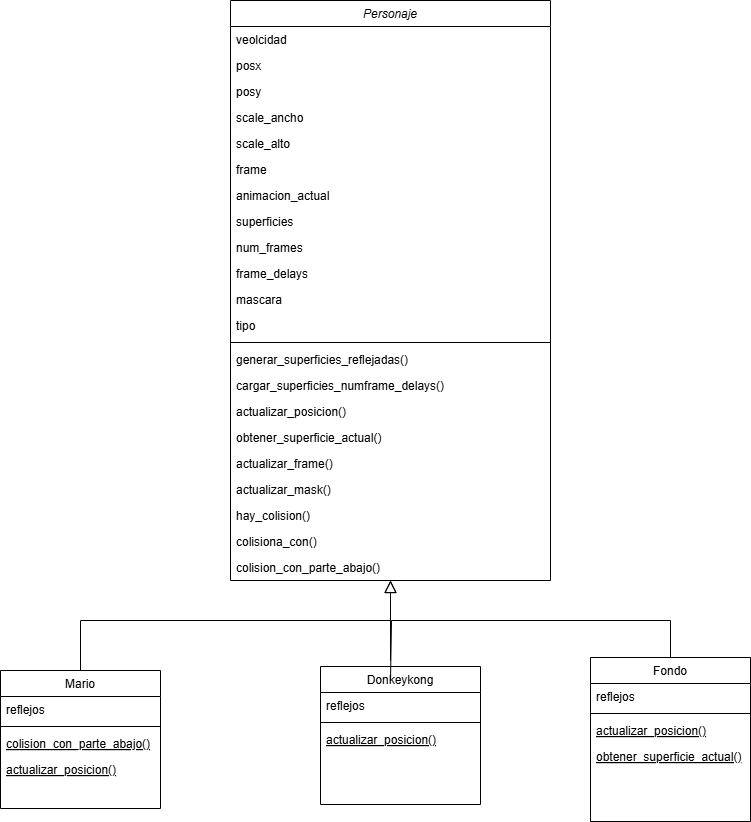 Personaje
veolcidad
posx
posy
scale_ancho
scale_alto
frame
animacion_actual
superficies
num_frames
frame_delays
mascara
tipo
generar_superficies_reflejadas()
cargar_superficies_numframe_delays()
actualizar_posicion()
obtener_superficie_actual()
actualizar_frame()
actualizar_mask()
hay_colision()
colisiona_con()
colision_con_parte_abajo()
Mario
reflejos
colision_con_parte_abajo()
actualizar_posicion()
Donkeykong
reflejos
actualizar_posicion()
Fondo
reflejos
actualizar_posicion()
obtener_superficie_actual()